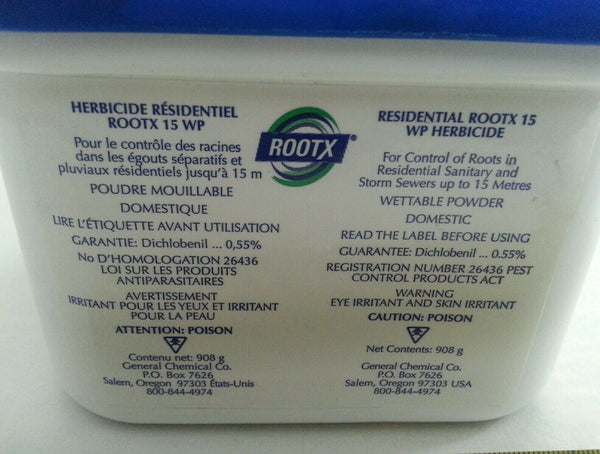 HERBICIDE RÉSIDENTIEL
ROOTX 15 WP
Pour le contrôle des racines
dans les égouts séparatifs et
pluviaux résidentiels jusqu'à 15 m
POUDRE MOUILLABLE
DOMESTIQUE
LIRE L'ÉTIQUETTE AVANT UTILISATION
GARANTIE: Dichlobenil ... 0,55%
No D'HOMOLOGATION 26436
LOI SUR LES PRODUITS
ANTIPARASITAIRES
AVERTISSEMENT
IRRITANT POUR LES YEUX ET IRRITANT
POUR LA PEAU
ATTENTION: POISON
Contenu net: 908 g
General Chemical Co.
P.O. Box 7626
Salem, Oregon 97303 États-Unis
800-844-4974
ROOTX®
RESIDENTIAL ROOTX 15
WP HERBICIDE
For Control of Roots in
Residential Sanitary and
Storm Sewers up to 15 Metres
WETTABLE POWDER
DOMESTIC
READ THE LABEL BEFORE USING
GUARANTEE: Dichlobenil ... 0.55%
REGISTRATION NUMBER 26436 PEST
CONTROL PRODUCTS ACT
WARNING
EYE IRRITANT AND SKIN IRRITANT
CAUTION: POISON
Net Contents: 908 g
General Chemical Co.
P.O. Box 7626
Salem, Oregon 97303 USA
800-844-4974